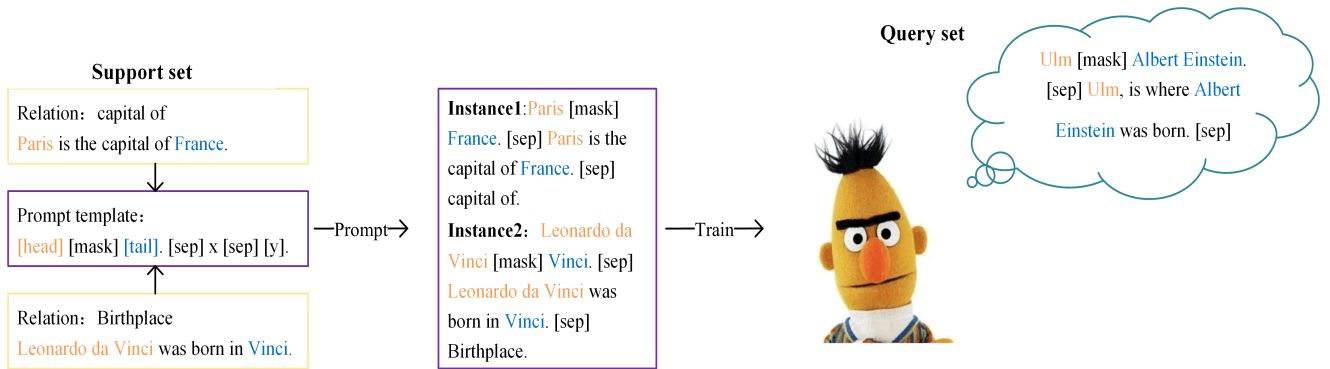 Support set
Relation：capital of
Paris is the capital of France.
Prompt template：
[head] [mask] [tail]. [sep] x [sep] [y].
Relation：Birthplace
Leonardo da Vinci was born in Vinci.
Prompt
Instance1:Paris [mask]
France. [sep] Paris is the
capital of France. [sep]
capital of.
Instance2：Leonardo da
Vinci [mask] Vinci. [sep]
Leonardo da Vinci was
born in Vinci. [sep]
Birthplace.
Train
Query set
Ulm [mask] Albert Einstein.
[sep] Ulm, is where Albert
Einstein was born. [sep]